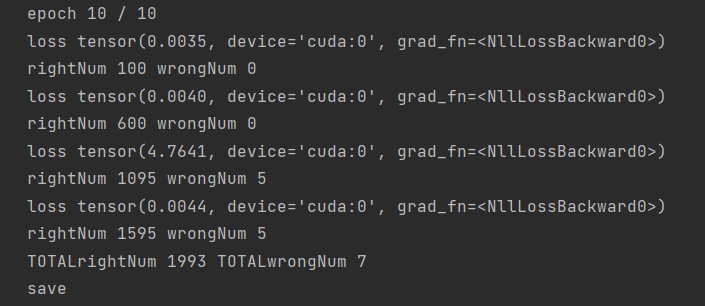 epoch 10 / 10
loss tensor(0.0035, device='cuda:0', grad_fn=<NllLossBackward0>)
rightNum 100 wrongNum 0
loss tensor(0.0040, device='cuda:0', grad_fn=<NllLossBackward0>)
rightNum 600 wrongNum 0
loss tensor(4.7641, device='cuda:0', grad_fn=<NllLossBackward0>)
rightNum 1095 wrongNum 5
loss tensor(0.0044, device='cuda:0', grad_fn=<NllLossBackward0>)
rightNum 1595 wrongNum 5
TOTALrightNum 1993 TOTALwrongNum 7
save